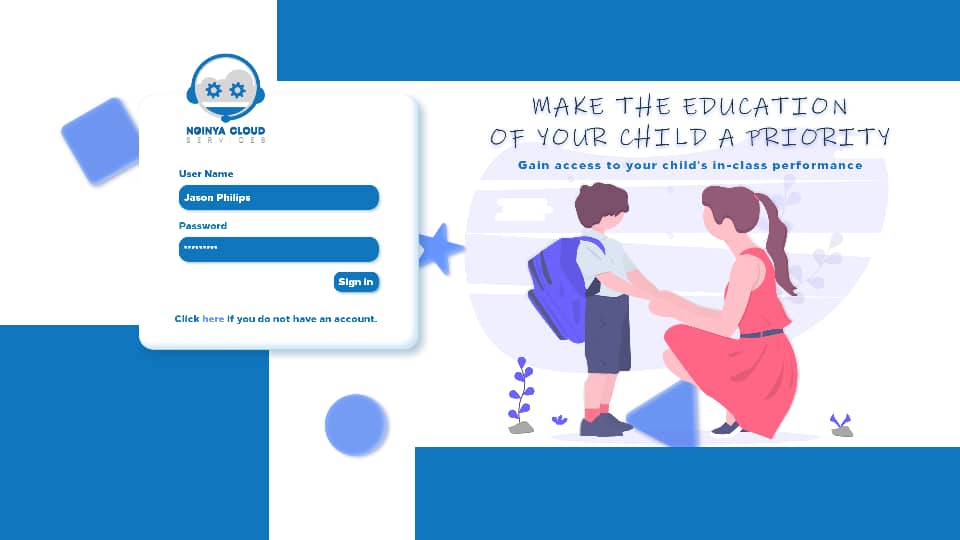 NGINYA CLOUD
SERVICES
User Name
Jason Philips
Password
********
Sign in
Click here if you do not have an account.
MAKE THE EDUCATION
OF YOUR CHILD A PRIORITY
Gain access to your child's in-class performance